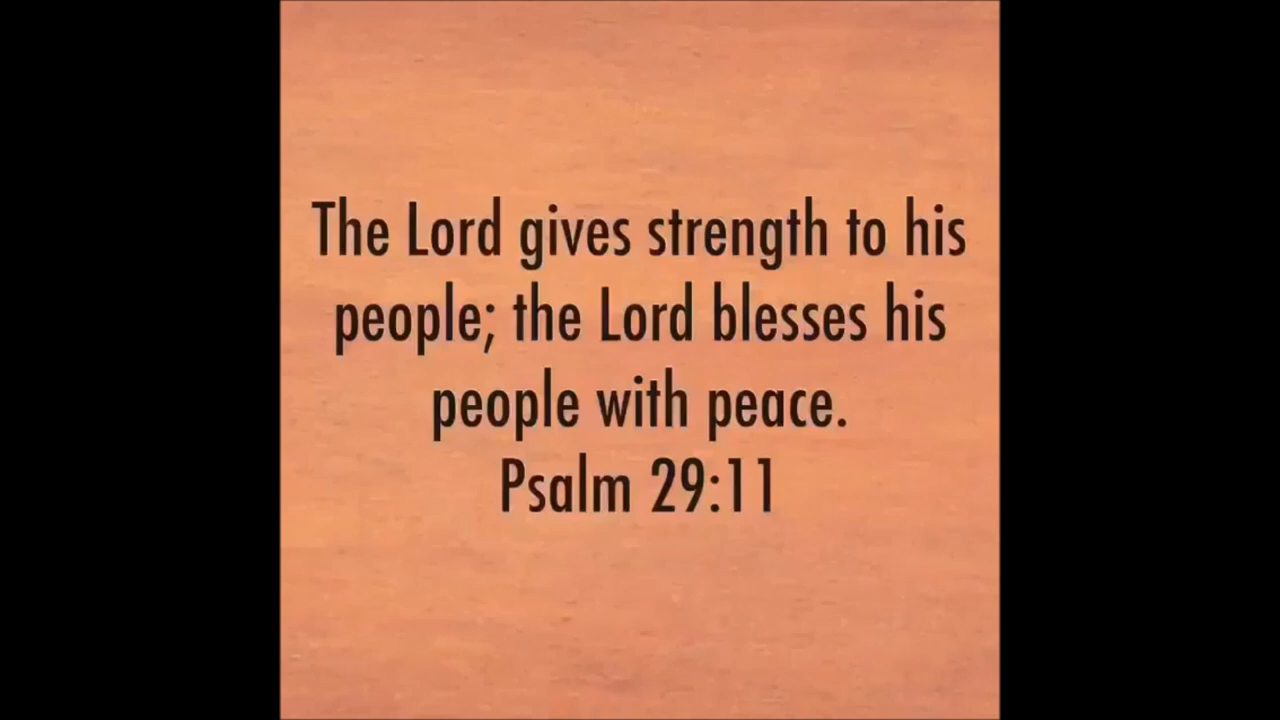 The Lord gives strength to his
people; the Lord blesses his
people with peace.
Psalm 29:11